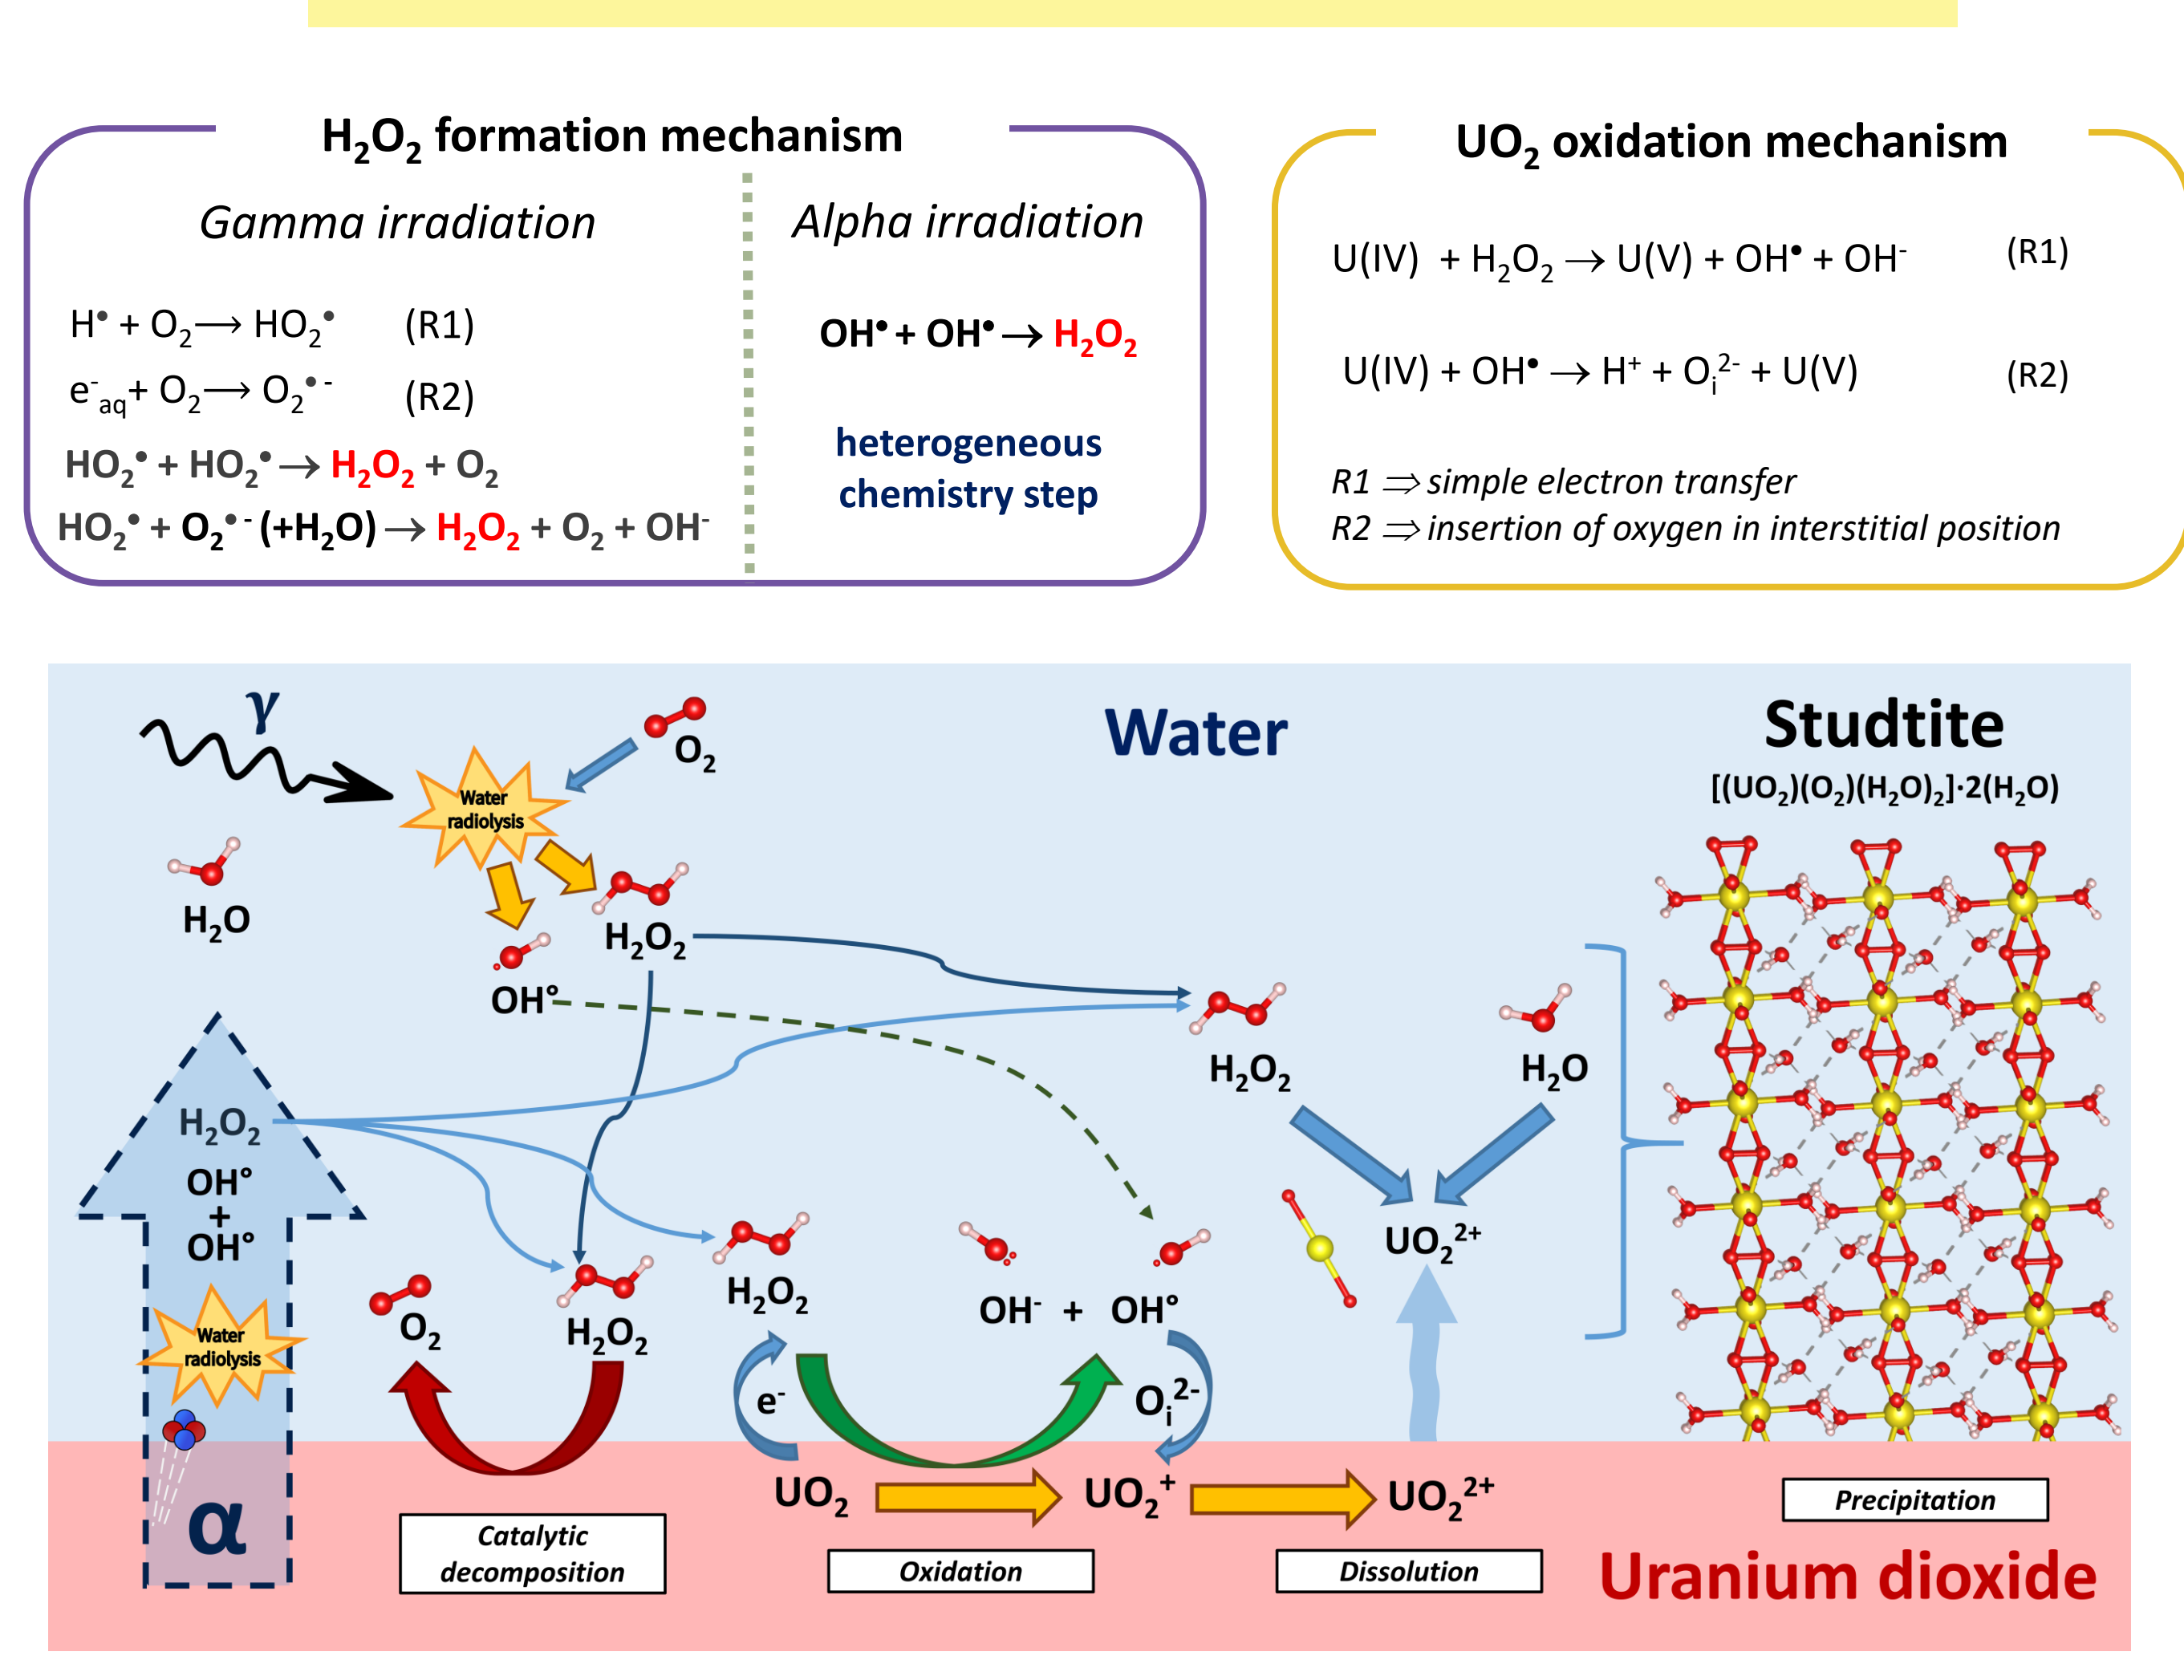 H₂O₂ formation mechanism
Gamma irradiation
H• + O₂ → HO₂• (R1)
e⁻aq + O₂ → O₂•⁻ (R2)
HO₂• + HO₂• → H₂O₂ + O₂
HO₂• + O₂•⁻ (+H₂O) → H₂O₂ + O₂ + OH⁻
Alpha irradiation
OH• + OH• → H₂O₂
heterogeneous
chemistry step
UO₂ oxidation mechanism
U(IV) + H₂O₂ → U(V) + OH• + OH⁻ (R1)
U(IV) + OH• → H⁺ + Oᵢ²⁻ + U(V) (R2)
R1 ⇒ simple electron transfer
R2 ⇒ insertion of oxygen in interstitial position
γ
O₂
Water
radiolysis
Water
Studtite
[(UO₂)(O₂)(H₂O)₂]·2(H₂O)
H₂O
H₂O₂
OH°
H₂O₂
H₂O
H₂O₂
OH°
+
OH°
Water
radiolysis
α
O₂
H₂O₂
H₂O₂
OH⁻ + OH°
UO₂²⁺
e⁻
Oᵢ²⁻
UO₂
UO₂⁺
UO₂²⁺
Catalytic
decomposition
Oxidation
Dissolution
Precipitation
Uranium dioxide